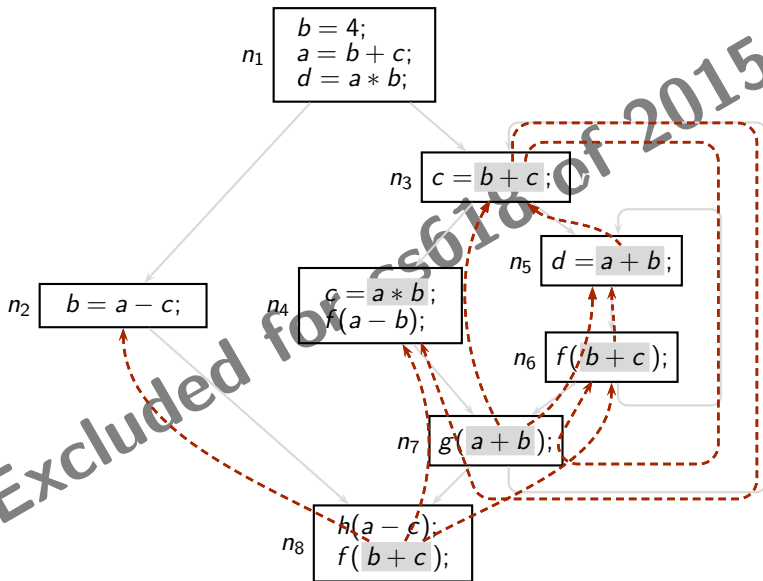 n1
b = 4;
a = b + c;
d = a * b;
n3
c = b + c;
n5
d = a + b;
n2
b = a − c;
n4
c = a * b;
f(a − b);
n6
f( b + c );
n7
g( a + b );
n8
h(a − c);
f( b + c );
Excluded for cs618 of 2015